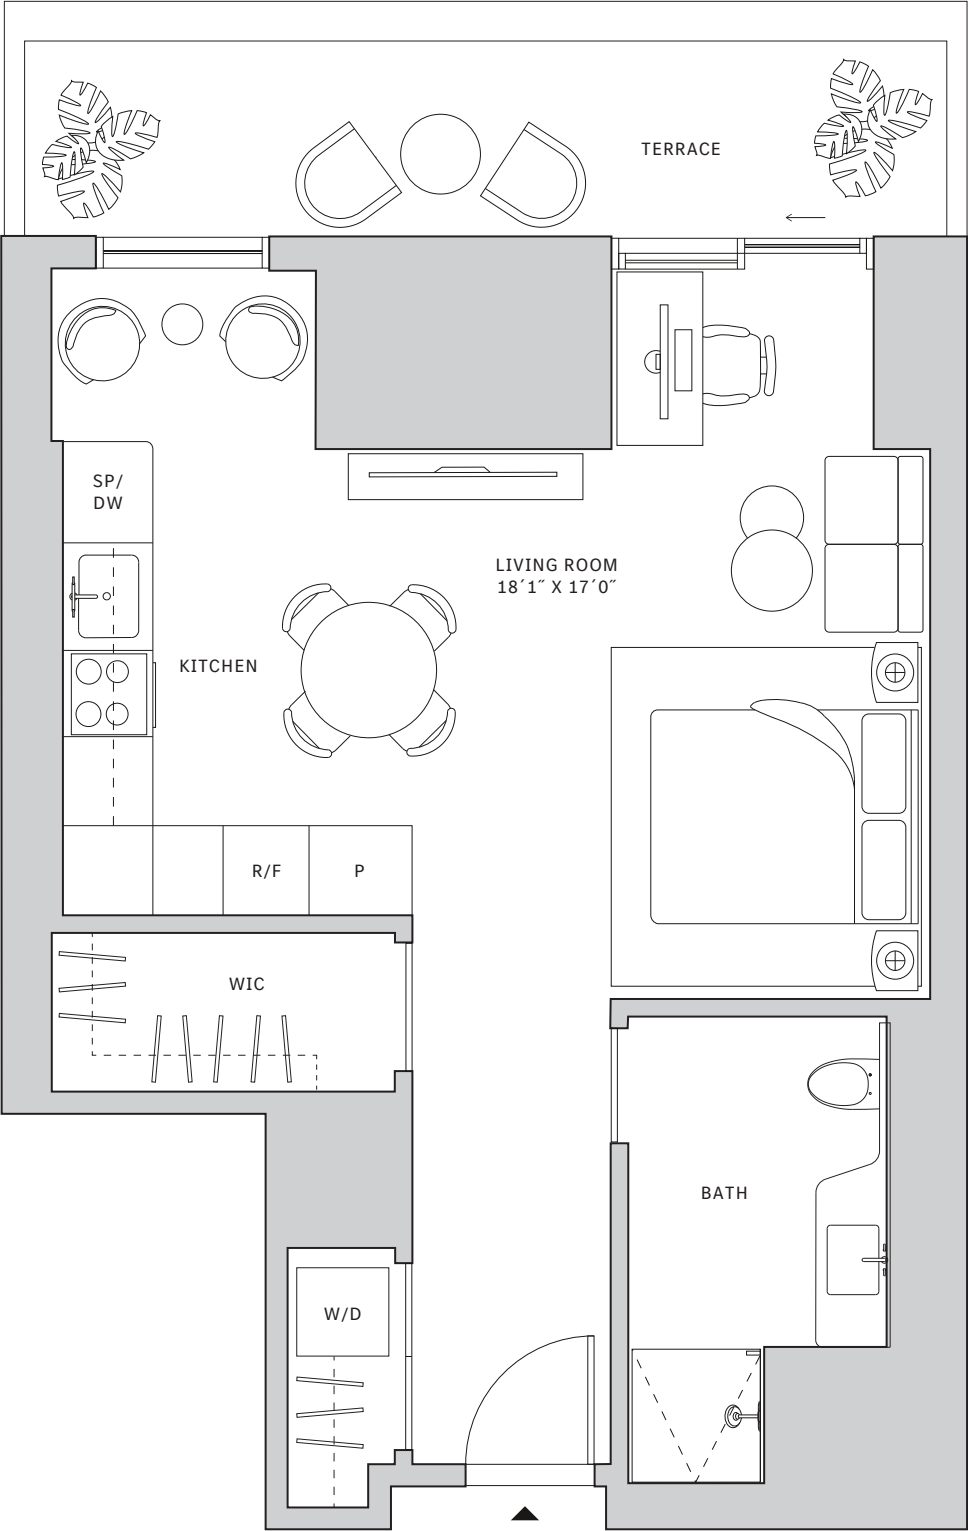 TERRACE
SP/
DW
LIVING ROOM
18´1˝ X 17´0˝
KITCHEN
R/F
P
WIC
BATH
W/D